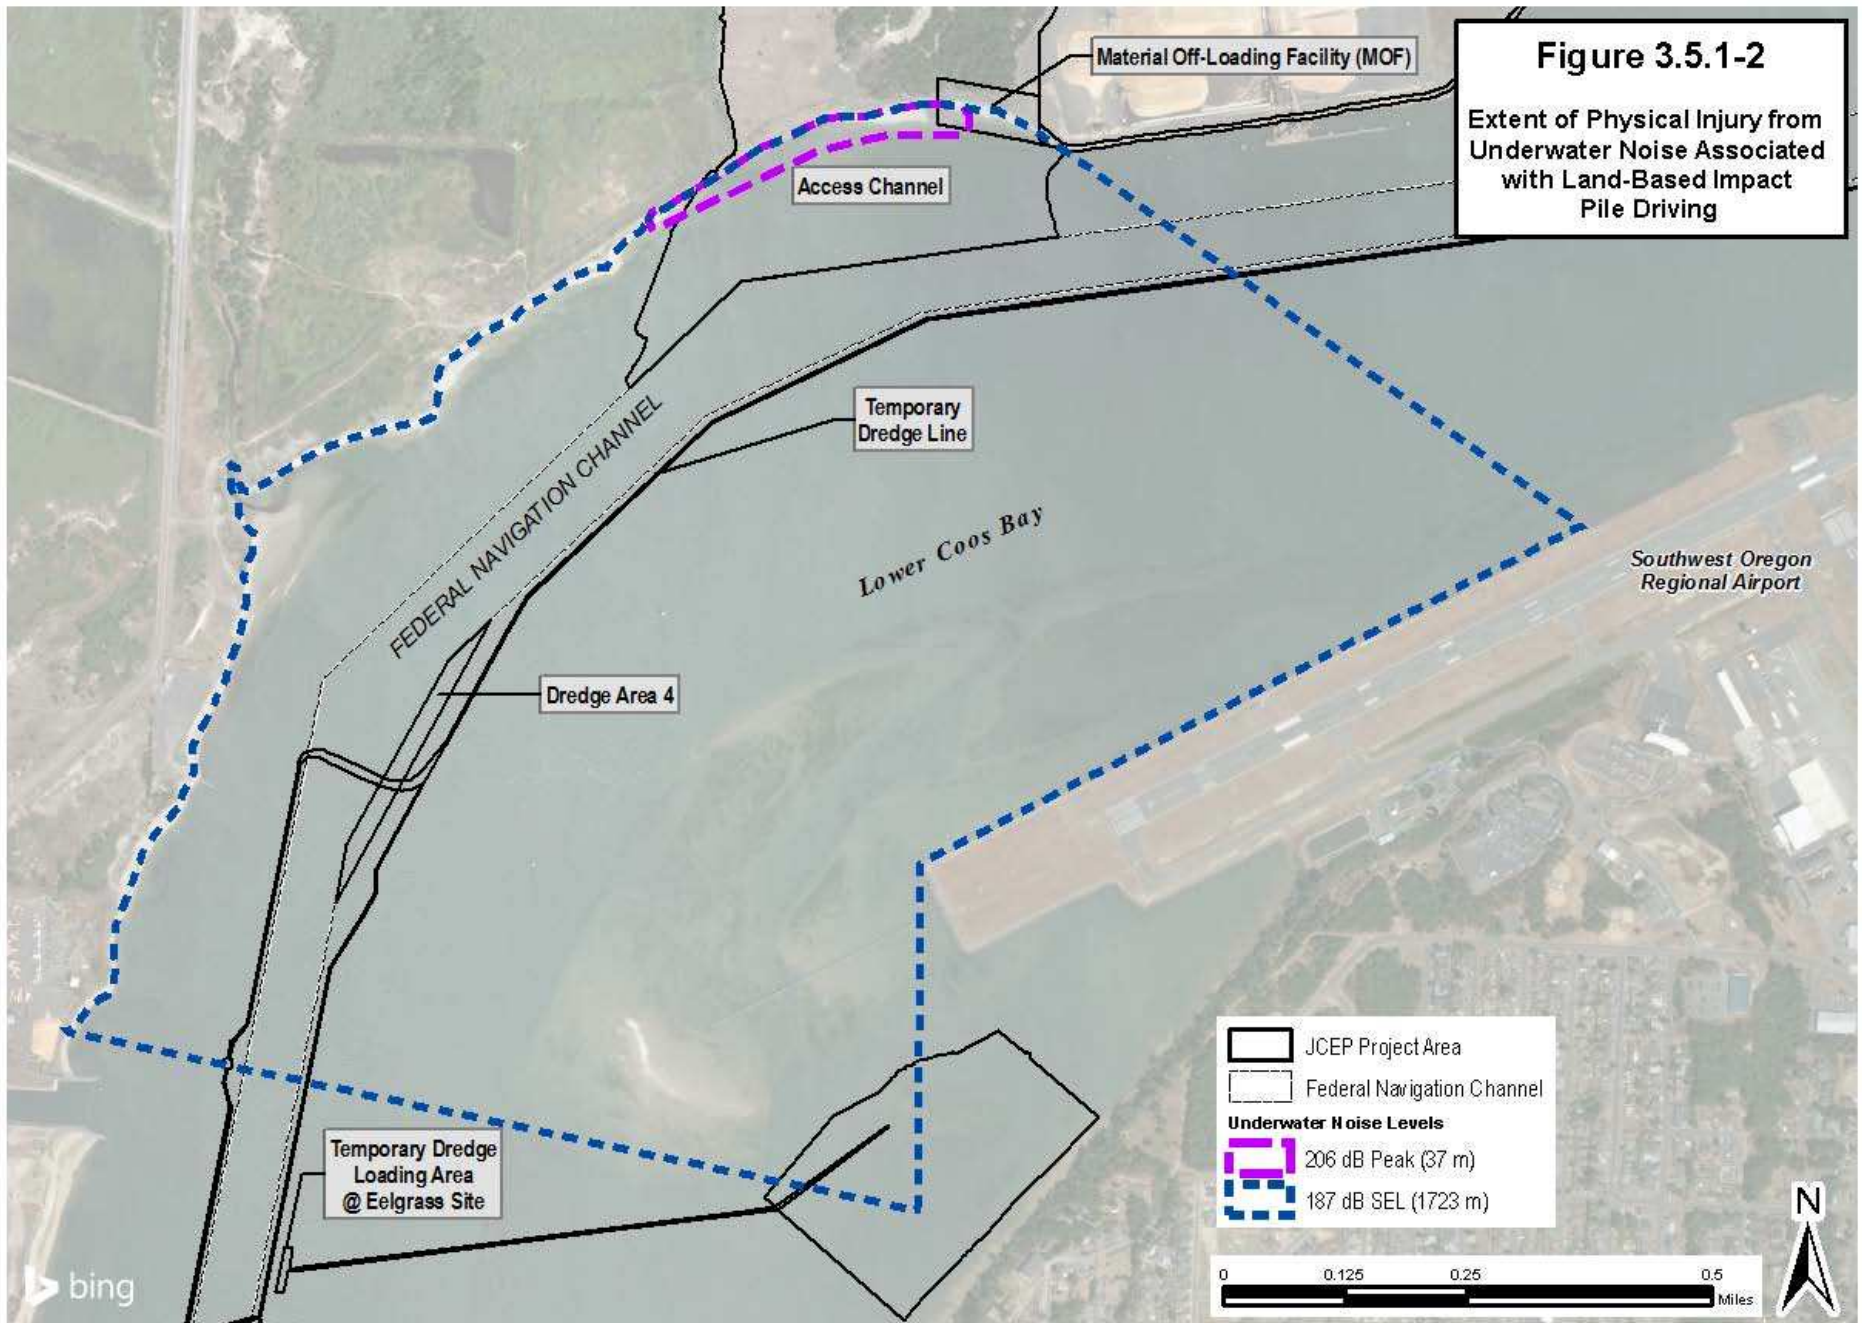 Figure 3.5.1-2
Extent of Physical Injury from
Underwater Noise Associated
with Land-Based Impact
Pile Driving
Material Off-Loading Facility (MOF)
Access Channel
Temporary
Dredge Line
FEDERAL NAVIGATION CHANNEL
Lower Coos Bay
Southwest Oregon
Regional Airport
Dredge Area 4
Temporary Dredge
Loading Area
@ Eelgrass Site
JCEP Project Area
Federal Navigation Channel
Underwater Noise Levels
206 dB Peak (37 m)
187 dB SEL (1723 m)
N
0 0.125 0.25 0.5
Miles
bing